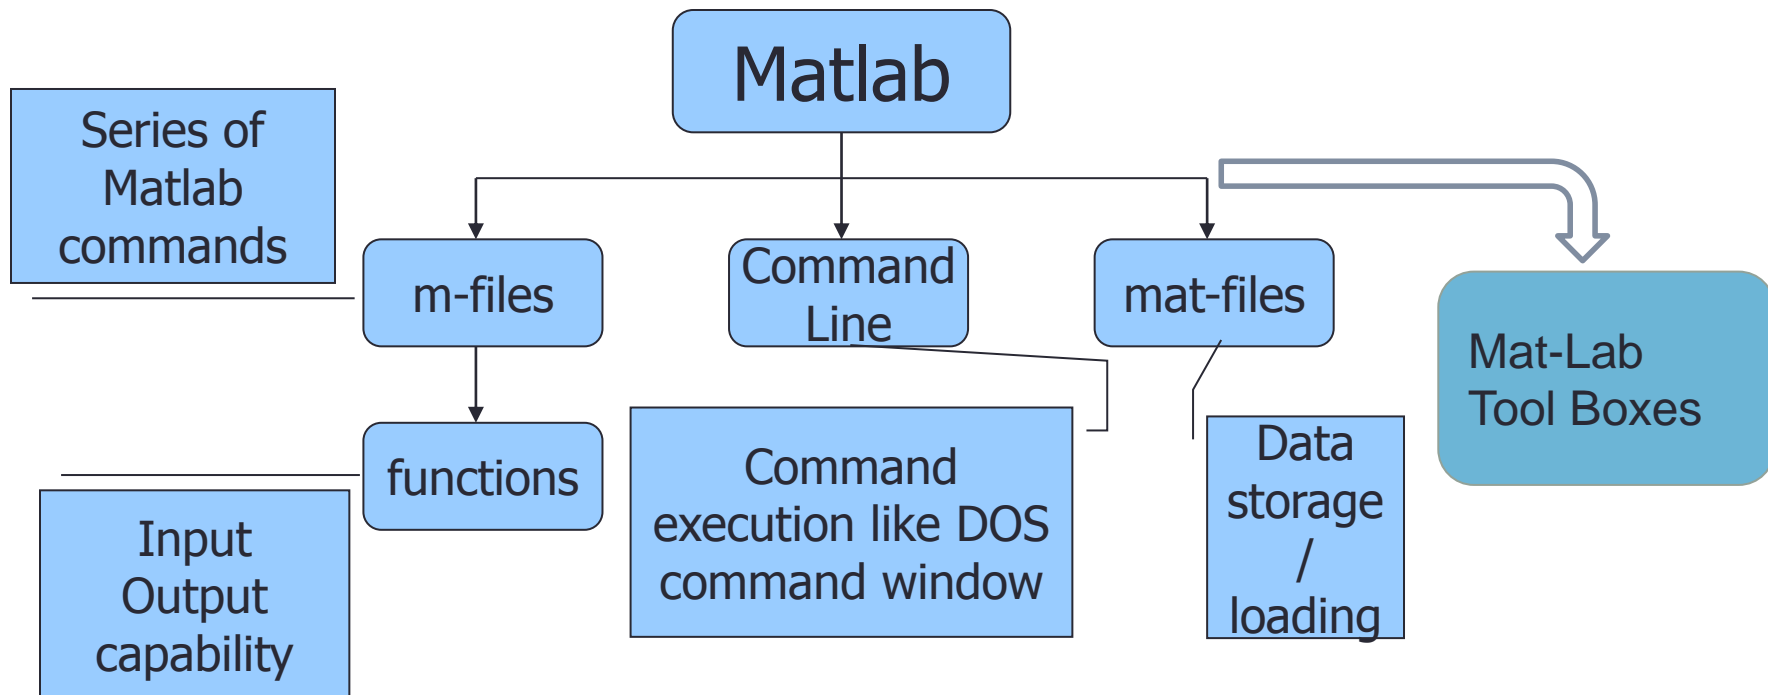 Matlab
Series of
Matlab
commands
m-files
Command
Line
mat-files
Mat-Lab
Tool Boxes
functions
Input
Output
capability
Command
execution like DOS
command window
Data
storage
/
loading